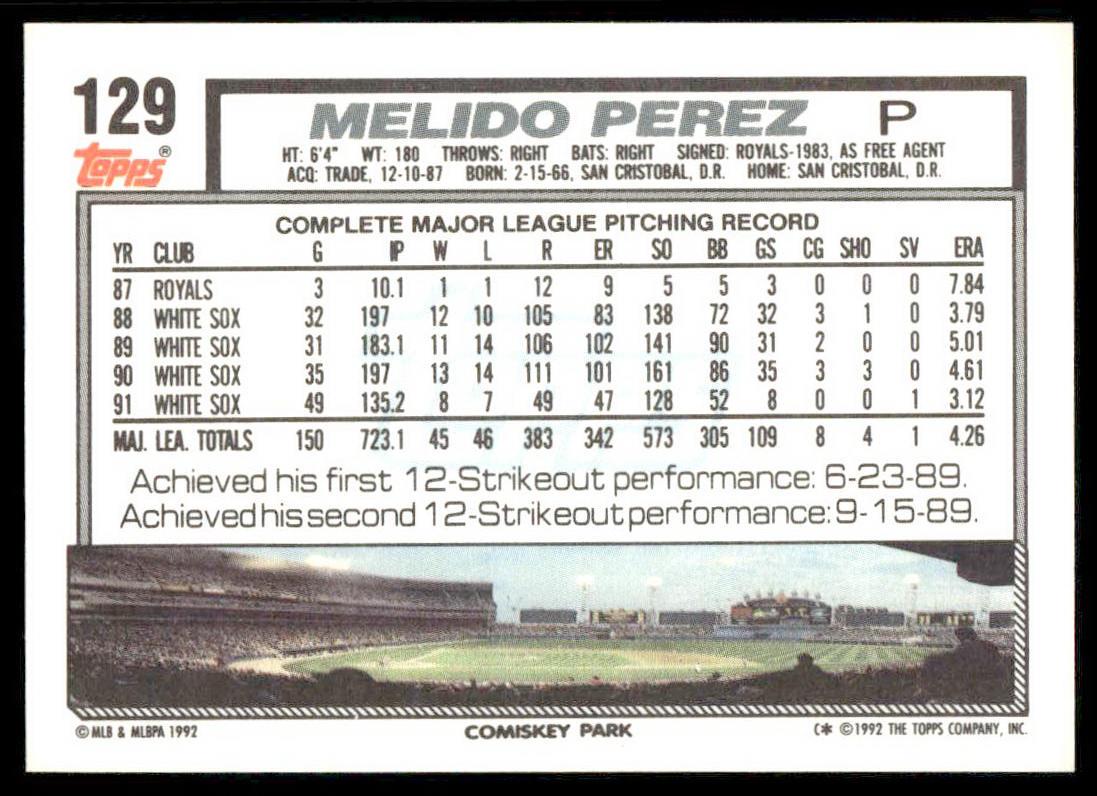 129
topps®
MELIDO PEREZ P
HT: 6'4" WT: 180 THROWS: RIGHT BATS: RIGHT SIGNED: ROYALS-1983, AS FREE AGENT
ACQ: TRADE, 12-10-87 BORN: 2-15-66, SAN CRISTOBAL, D.R. HOME: SAN CRISTOBAL, D.R.
COMPLETE MAJOR LEAGUE PITCHING RECORD
YR CLUB G IP W L R ER SO BB GS CG SHO SV ERA
87 ROYALS 3 10.1 1 1 12 9 5 5 3 0 0 0 7.84
88 WHITE SOX 32 197 12 10 105 83 138 72 32 3 1 0 3.79
89 WHITE SOX 31 183.1 11 14 106 102 141 90 31 2 0 0 5.01
90 WHITE SOX 35 197 13 14 111 101 161 86 35 3 3 0 4.61
91 WHITE SOX 49 135.2 8 7 49 47 128 52 8 0 0 1 3.12
MAJ. LEA. TOTALS 150 723.1 45 46 383 342 573 305 109 8 4 1 4.26
Achieved his first 12-Strikeout performance: 6-23-89.
Achieved his second 12-Strikeout performance: 9-15-89.
© MLB & MLBPA 1992 COMISKEY PARK C* ©1992 THE TOPPS COMPANY, INC.